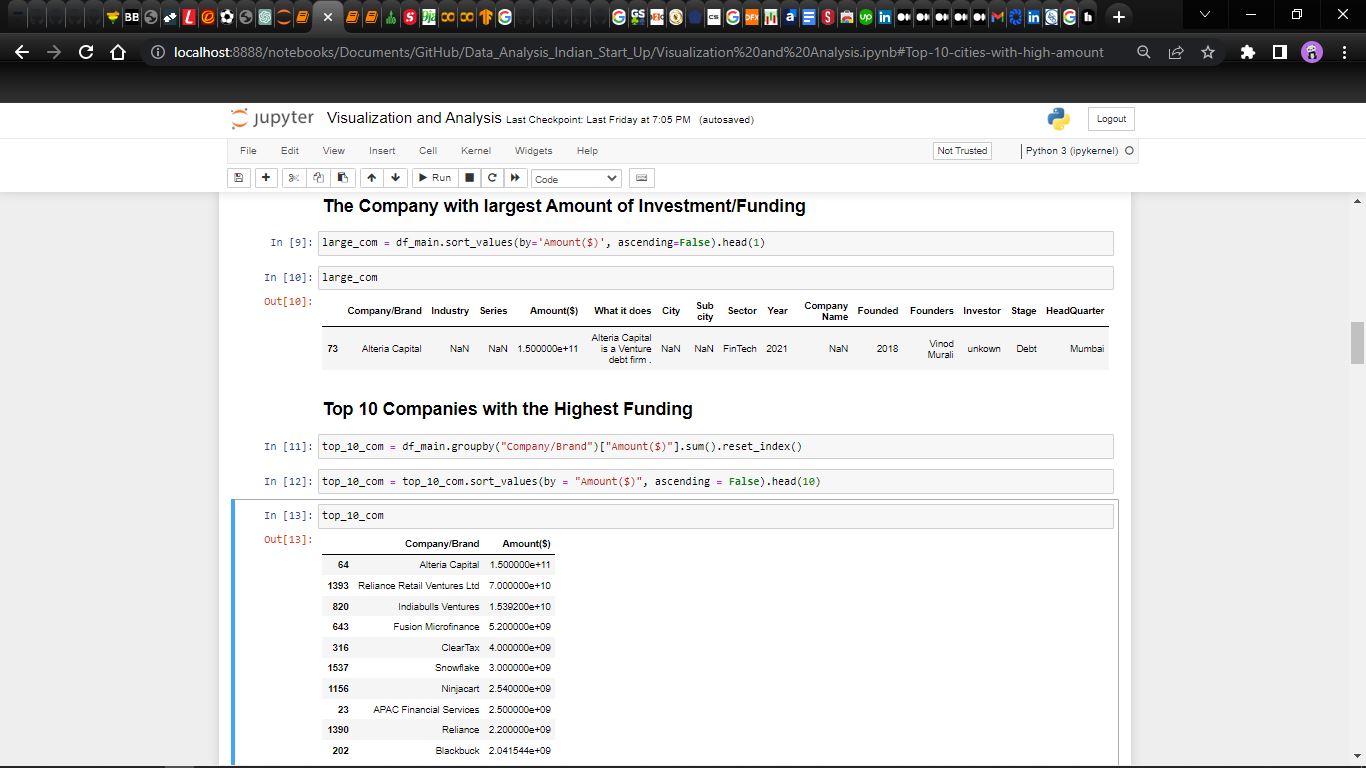 localhost:8888/notebooks/Documents/GitHub/Data_Analysis_Indian_Start_Up/Visualization%20and%20Analysis.ipynb#Top-10-cities-with-high-amount
jupyter Visualization and Analysis Last Checkpoint: Last Friday at 7:05 PM (autosaved) Logout
File Edit View Insert Cell Kernel Widgets Help Not Trusted Python 3 (ipykernel)
Run Code
The Company with largest Amount of Investment/Funding
In [9]: large_com = df_main.sort_values(by='Amount($)', ascending=False).head(1)
In [10]: large_com
Out[10]:
Company/Brand Industry Series Amount($) What it does City Sub city Sector Year Company Name Founded Founders Investor Stage HeadQuarter
73 Alteria Capital NaN NaN 1.500000e+11 Alteria Capital is a Venture debt firm . NaN NaN FinTech 2021 NaN 2018 Vinod Murali unkown Debt Mumbai
Top 10 Companies with the Highest Funding
In [11]: top_10_com = df_main.groupby("Company/Brand")["Amount($)"].sum().reset_index()
In [12]: top_10_com = top_10_com.sort_values(by = "Amount($)", ascending = False).head(10)
In [13]: top_10_com
Out[13]:
Company/Brand Amount($)
64 Alteria Capital 1.500000e+11
1393 Reliance Retail Ventures Ltd 7.000000e+10
820 Indiabulls Ventures 1.539200e+10
643 Fusion Microfinance 5.200000e+09
316 ClearTax 4.000000e+09
1537 Snowflake 3.000000e+09
1156 Ninjacart 2.540000e+09
23 APAC Financial Services 2.500000e+09
1390 Reliance 2.200000e+09
202 Blackbuck 2.041544e+09